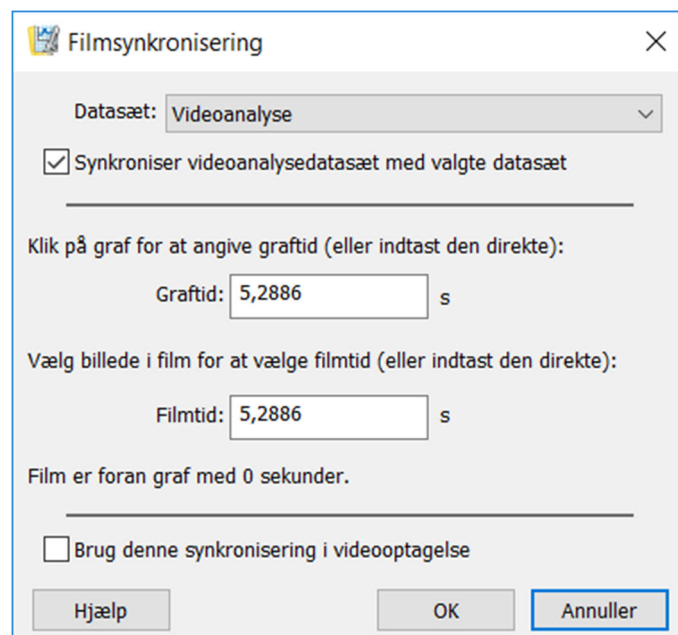 Filmsynkronisering
Datasæt: Videoanalyse
Synkroniser videoanalysedatasæt med valgte datasæt
Klik på graf for at angive graftid (eller indtast den direkte):
Graftid: 5,2886 s
Vælg billede i film for at vælge filmtid (eller indtast den direkte):
Filmtid: 5,2886 s
Film er foran graf med 0 sekunder.
Brug denne synkronisering i videooptagelse
Hjælp OK Annuller